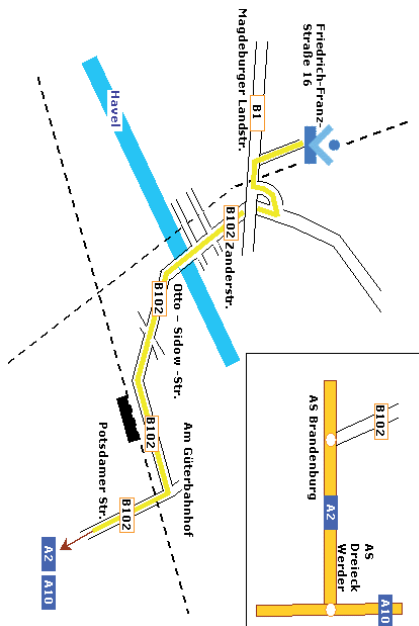 Friedrich-Franz-
Straße 16
Magdeburger Landstr.
B1
Havel
B102
Zanderstr.
B102
Otto - Sidow -Str.
B102
Am Güterbahnhof
B102
Potsdamer Str.
A2
A10
B102
AS Brandenburg
A2
AS
Dreieck
Werder
A10